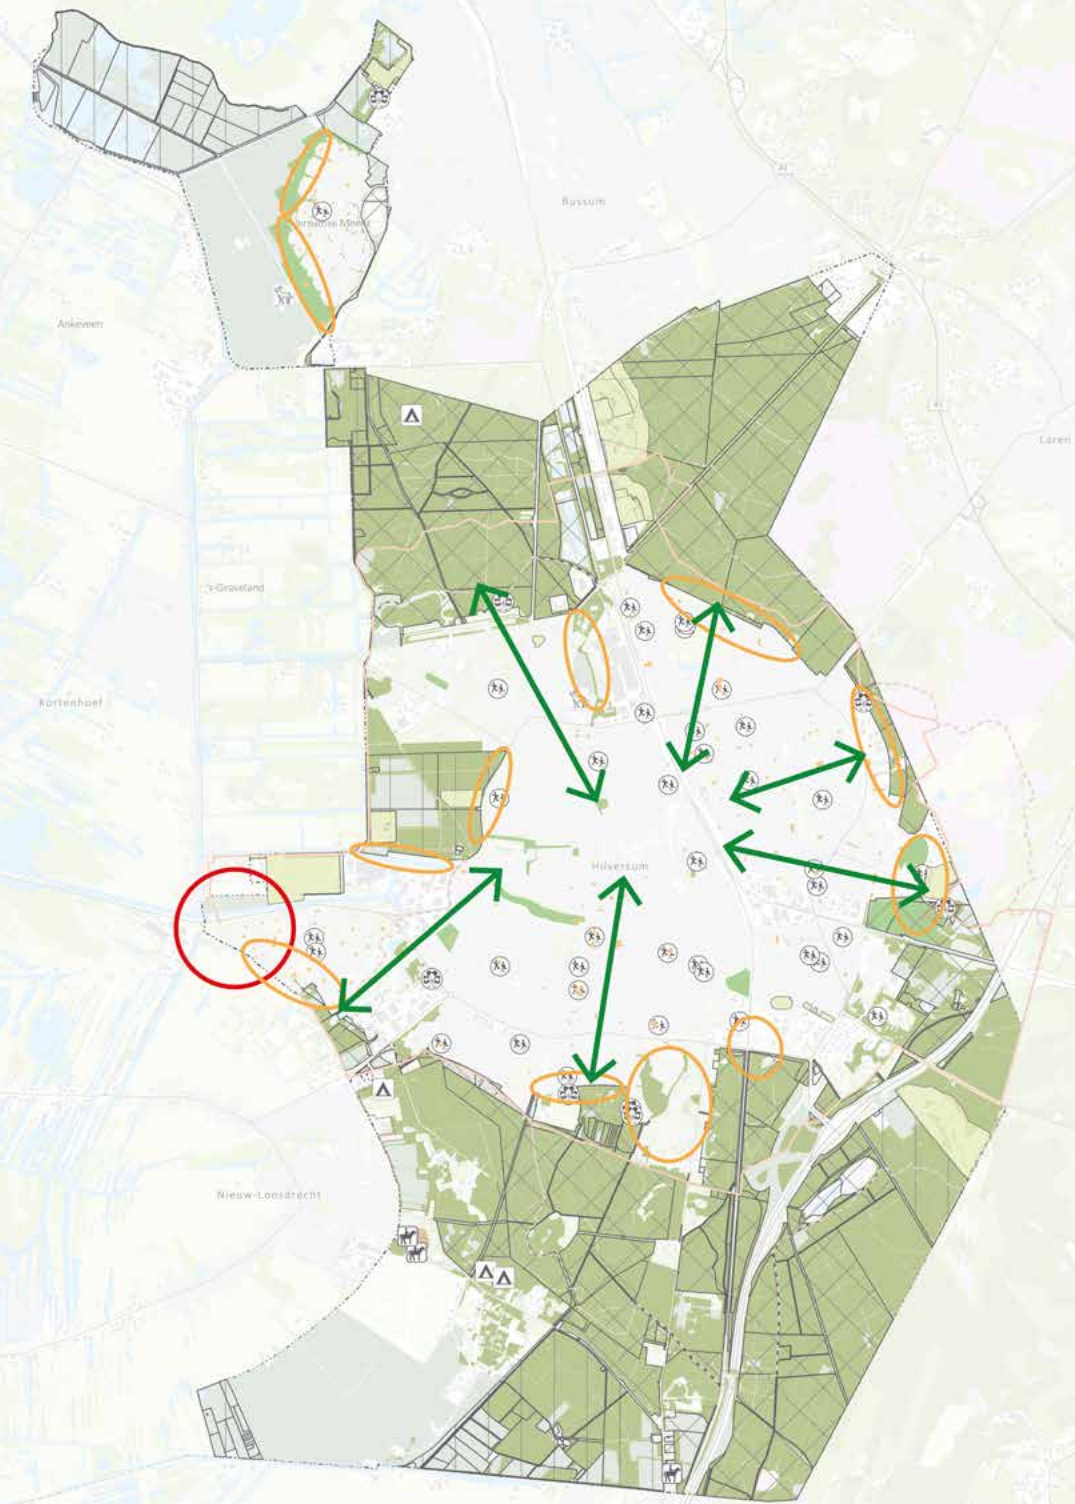 Bussum
Ankeveen
Laren
's-Graveland
Kortenhoef
Hilversum
Nieuw-Loosdrecht